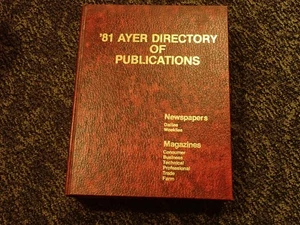 '81 AYER DIRECTORY
OF
PUBLICATIONS
Newspapers
Dailies
Weeklies
Magazines
Consumer
Business
Technical
Professional
Trade
Farm